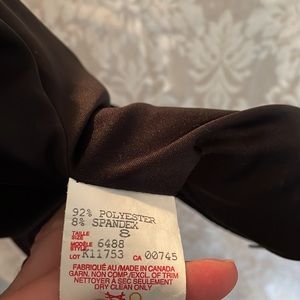 92% POLYESTER
8% SPANDEX
TAILLE
SIZE 8
MODÈLE
STYLE 6488
LOT K11753 CA 00745
FABRIQUÉ AU/MADE IN CANADA
GARN. NON COMP./EXCL. OF TRIM
NETTOYER À SEC SEULEMENT
DRY CLEAN ONLY